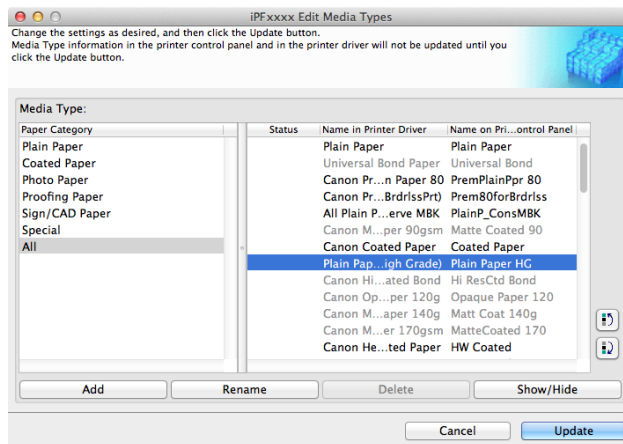 iPFxxxx Edit Media Types
Change the settings as desired, and then click the Update button.
Media Type information in the printer control panel and in the printer driver will not be updated until you
click the Update button.
Media Type:
Paper Category
Status Name in Printer Driver Name on Pri...ontrol Panel
Plain Paper Plain Paper Plain Paper
Coated Paper Universal Bond Paper Universal Bond
Photo Paper Canon Pr...n Paper 80 PremPlainPpr 80
Proofing Paper Canon Pr...BrdrlssPrt) Prem80forBrdrlss
Sign/CAD Paper All Plain P...erve MBK PlainP_ConsMBK
Special Canon M...per 90gsm Matte Coated 90
All Canon Coated Paper Coated Paper
Plain Pap...igh Grade) Plain Paper HG
Canon Hi...ated Bond Hi ResCtd Bond
Canon Op...per 120g Opaque Paper 120
Canon M...aper 140g Matt Coat 140g
Canon M...er 170gsm MatteCoated 170
Canon He...ted Paper HW Coated
Add Rename Delete Show/Hide
Cancel Update